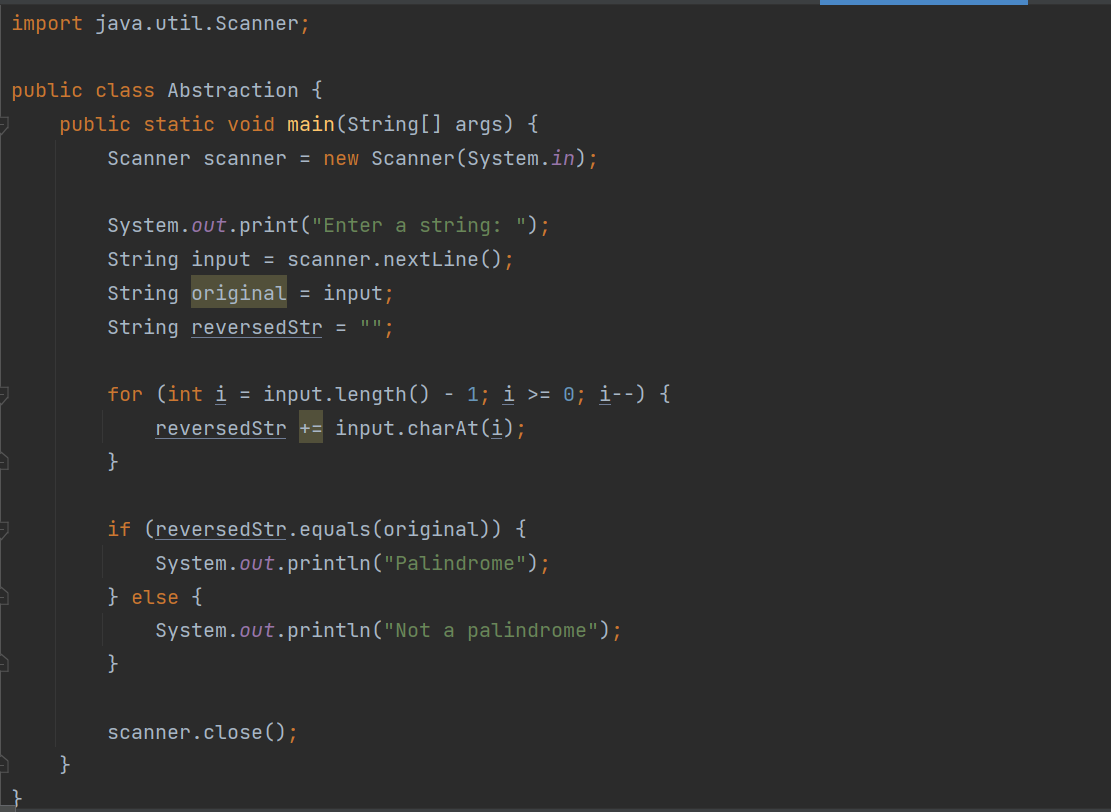 import java.util.Scanner;
public class Abstraction {
public static void main(String[] args) {
Scanner scanner = new Scanner(System.in);
System.out.print("Enter a string: ");
String input = scanner.nextLine();
String original = input;
String reversedStr = "";
for (int i = input.length() - 1; i >= 0; i--) {
reversedStr += input.charAt(i);
}
if (reversedStr.equals(original)) {
System.out.println("Palindrome");
} else {
System.out.println("Not a palindrome");
}
scanner.close();
}
}